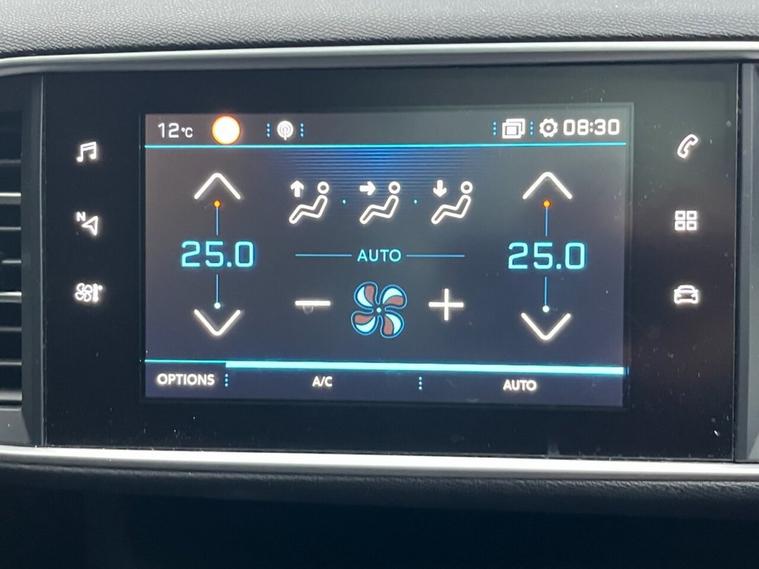 12°C 08:30
N
25.0 AUTO 25.0
OPTIONS A/C AUTO